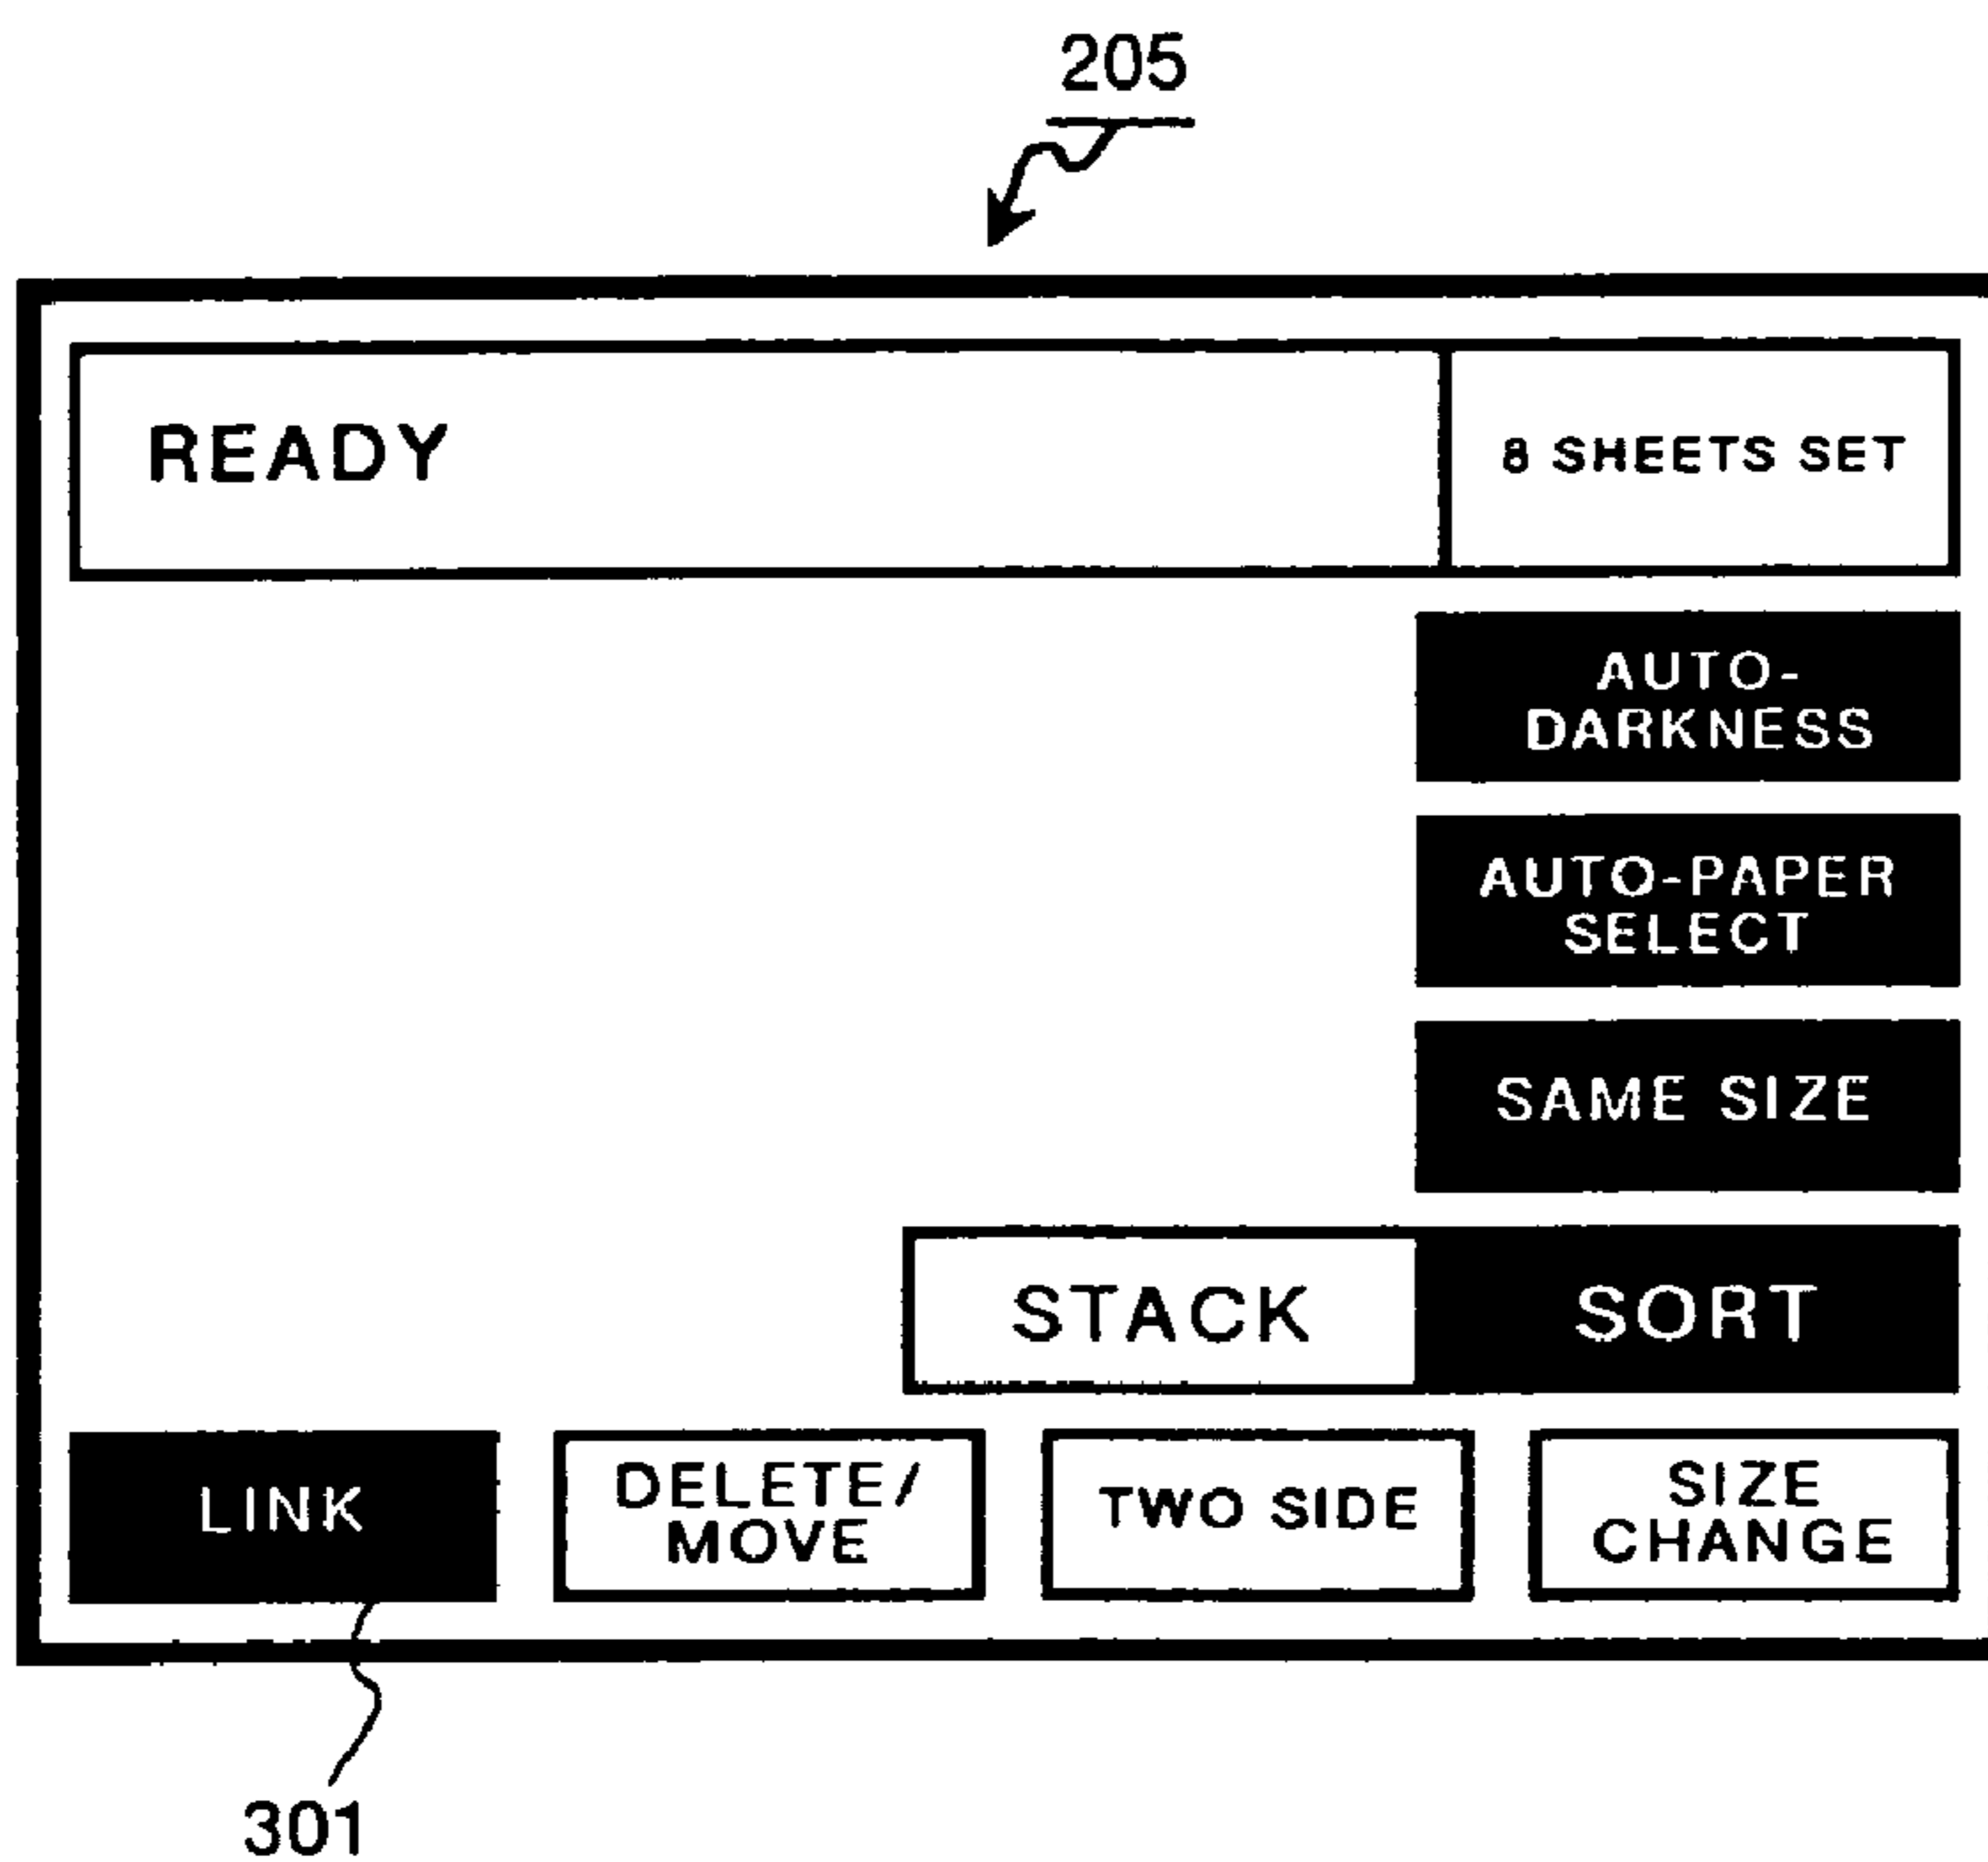 205
READY
8 SHEETS SET
AUTO-
DARKNESS
AUTO-PAPER
SELECT
SAME SIZE
STACK
SORT
LINK
DELETE/
MOVE
TWO SIDE
SIZE
CHANGE
301